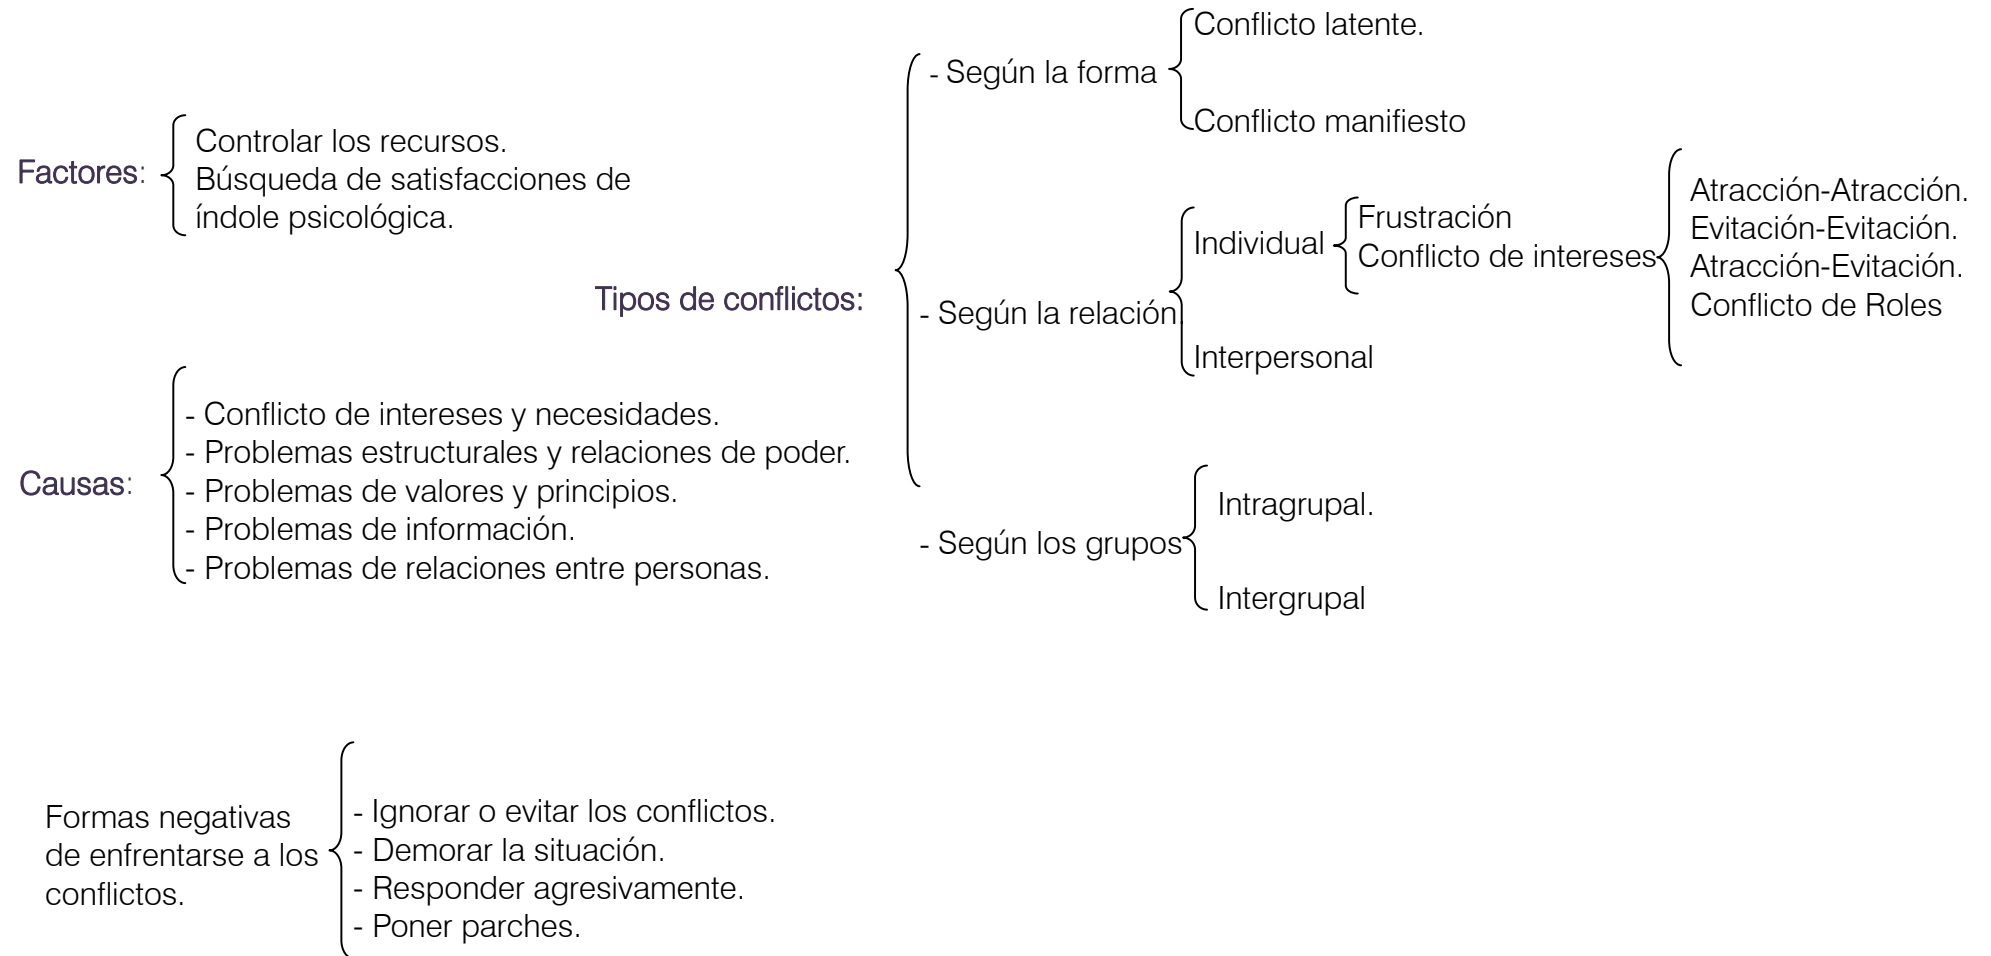 Factores:
Controlar los recursos.
Búsqueda de satisfacciones de
índole psicológica.
Causas:
- Conflicto de intereses y necesidades.
- Problemas estructurales y relaciones de poder.
- Problemas de valores y principios.
- Problemas de información.
- Problemas de relaciones entre personas.
Tipos de conflictos:
- Según la forma
Conflicto latente.
Conflicto manifiesto
- Según la relación.
Individual
Frustración
Conflicto de intereses
Atracción-Atracción.
Evitación-Evitación.
Atracción-Evitación.
Conflicto de Roles
Interpersonal
- Según los grupos
Intragrupal.
Intergrupal
Formas negativas
de enfrentarse a los
conflictos.
- Ignorar o evitar los conflictos.
- Demorar la situación.
- Responder agresivamente.
- Poner parches.